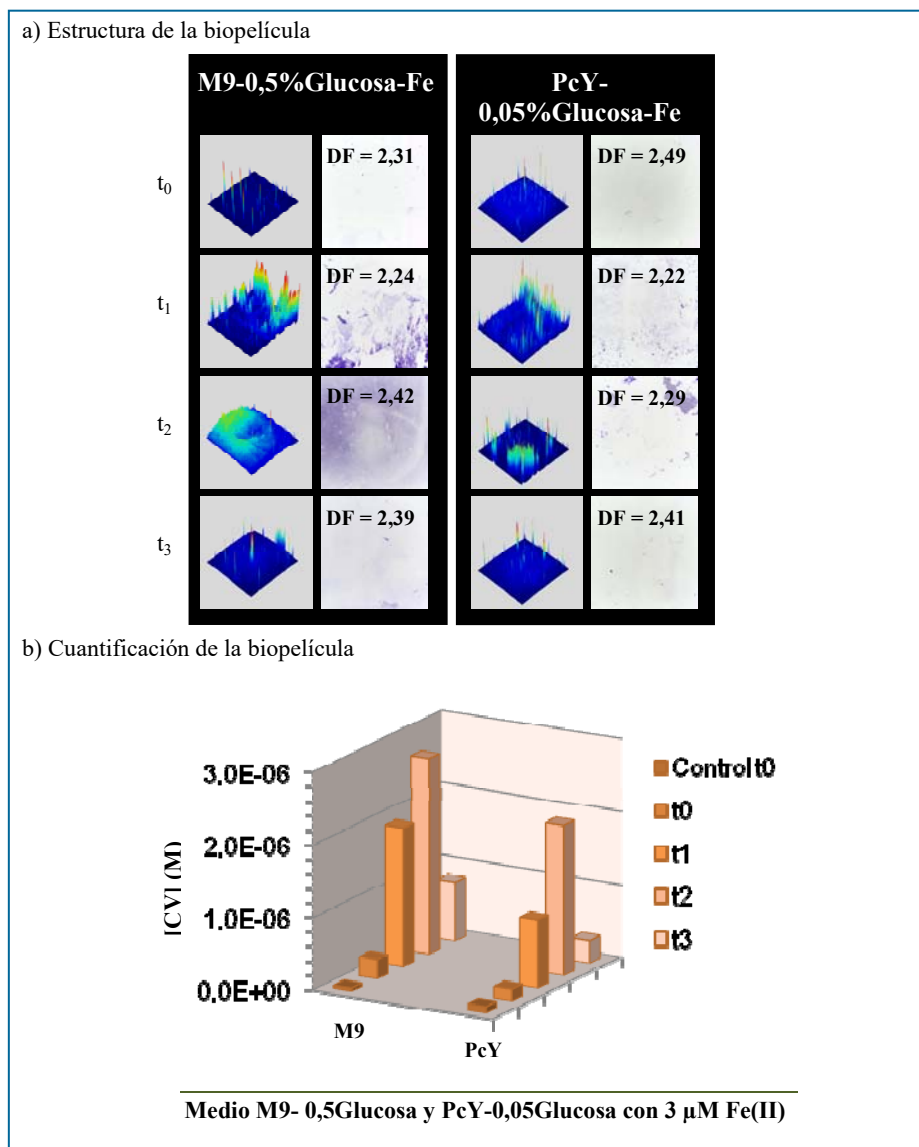 a) Estructura de la biopelícula
M9-0,5%Glucosa-Fe
PcY-
0,05%Glucosa-Fe
t0
DF = 2,31
DF = 2,49
t1
DF = 2,24
DF = 2,22
t2
DF = 2,42
DF = 2,29
t3
DF = 2,39
DF = 2,41
b) Cuantificación de la biopelícula
[CV] (M)
3,0E-06
2,0E-06
1,0E-06
0,0E+00
M9
PcY
Control t0
t0
t1
t2
t3
Medio M9- 0,5Glucosa y PcY-0,05Glucosa con 3 µM Fe(II)